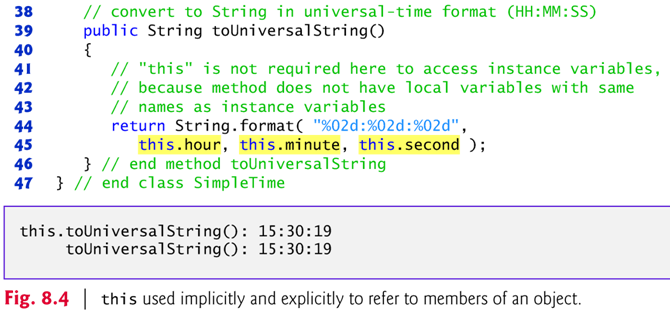 38 // convert to String in universal-time format (HH:MM:SS)
39 public String toUniversalString()
40 {
41 // "this" is not required here to access instance variables,
42 // because method does not have local variables with same
43 // names as instance variables
44 return String.format( "%02d:%02d:%02d",
45 this.hour, this.minute, this.second );
46 } // end method toUniversalString
47 } // end class SimpleTime
this.toUniversalString(): 15:30:19
toUniversalString(): 15:30:19
Fig. 8.4 | this used implicitly and explicitly to refer to members of an object.